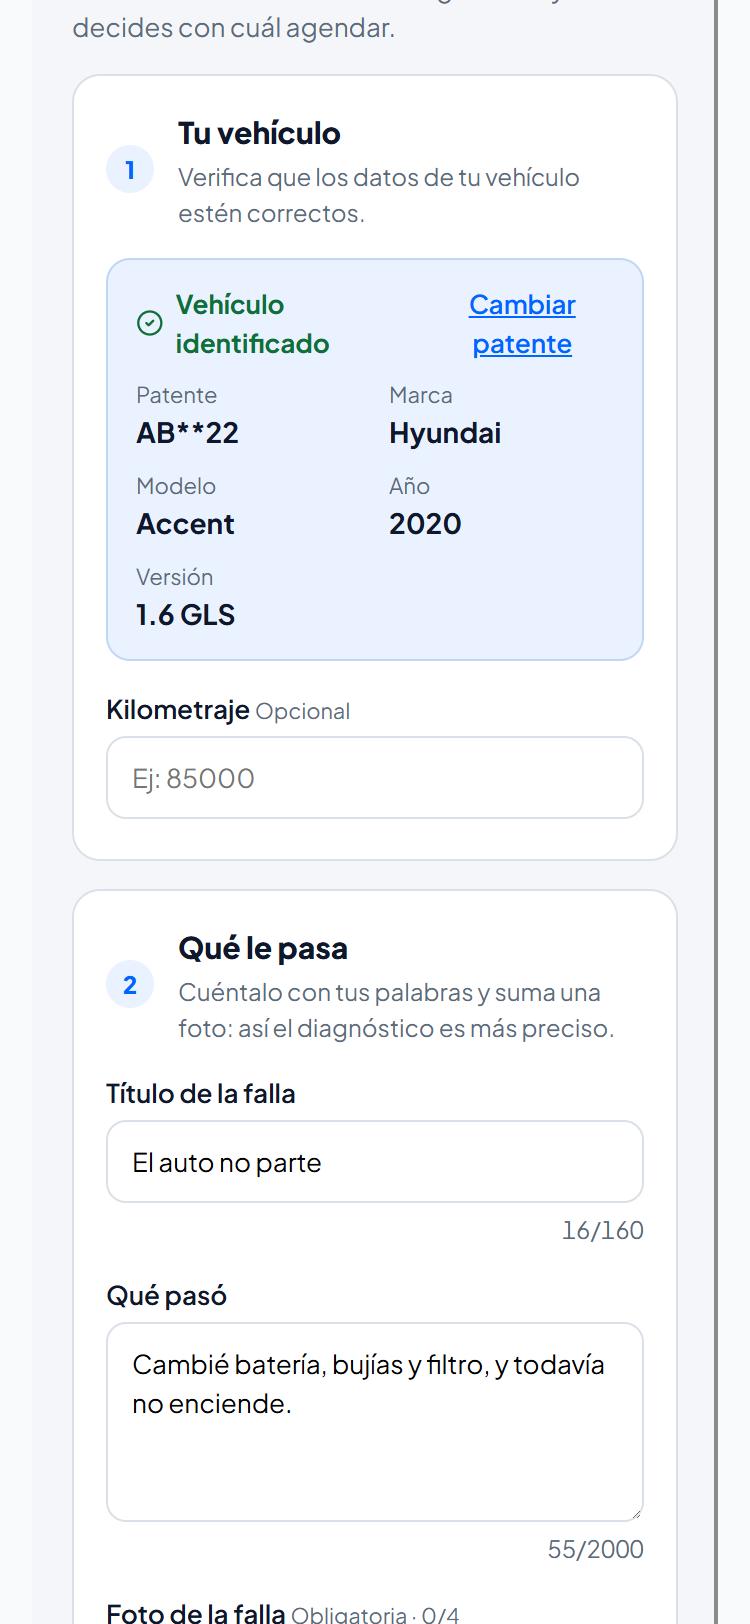 decides con cuál agendar.
1
Tu vehículo
Verifica que los datos de tu vehículo
estén correctos.
Vehículo
identificado
Cambiar
patente
Patente
AB**22
Marca
Hyundai
Modelo
Accent
Año
2020
Versión
1.6 GLS
Kilometraje Opcional
Ej: 85000
2
Qué le pasa
Cuéntalo con tus palabras y suma una
foto: así el diagnóstico es más preciso.
Título de la falla
El auto no parte
16/160
Qué pasó
Cambié batería, bujías y filtro, y todavía
no enciende.
55/2000
Foto de la falla Obligatoria · 0/4